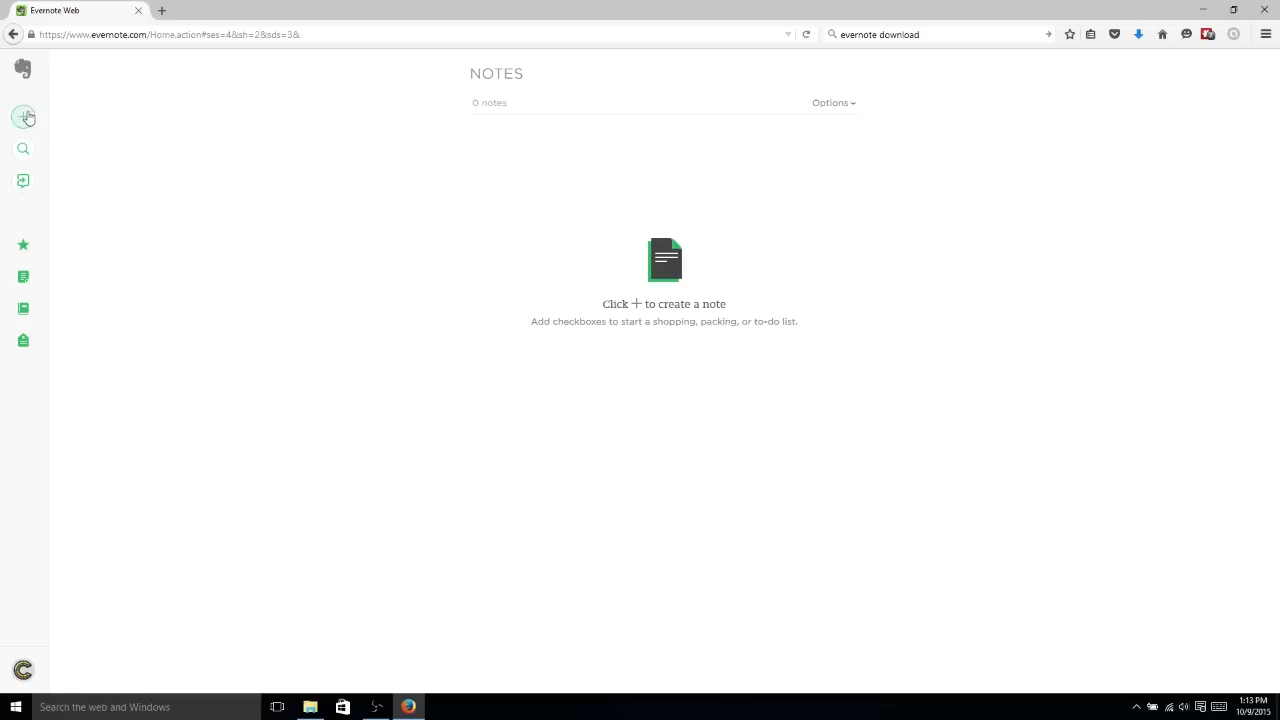 Evernote Web
https://www.evernote.com/Home.action#ses=4&sh=2&sds=3&
evernote download
NOTES
0 notes
Options
Click + to create a note
Add checkboxes to start a shopping, packing, or to-do list.
Search the web and Windows
1:13 PM
10/9/2015